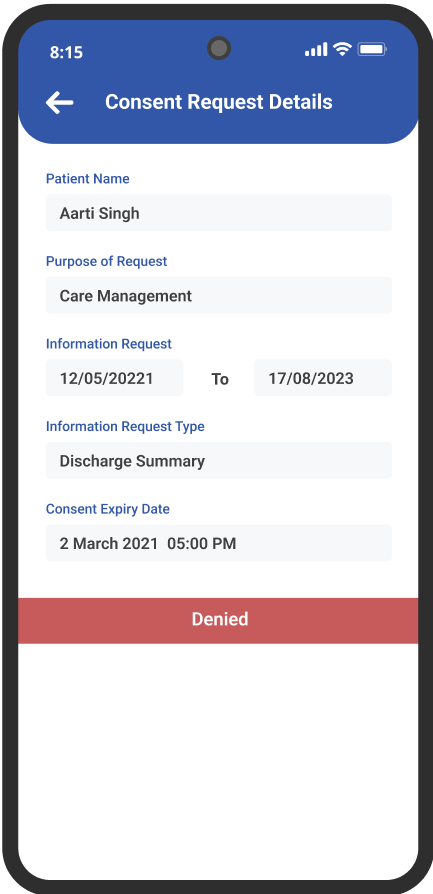 8:15
Consent Request Details
Patient Name
Aarti Singh
Purpose of Request
Care Management
Information Request
12/05/20221 To 17/08/2023
Information Request Type
Discharge Summary
Consent Expiry Date
2 March 2021 05:00 PM
Denied